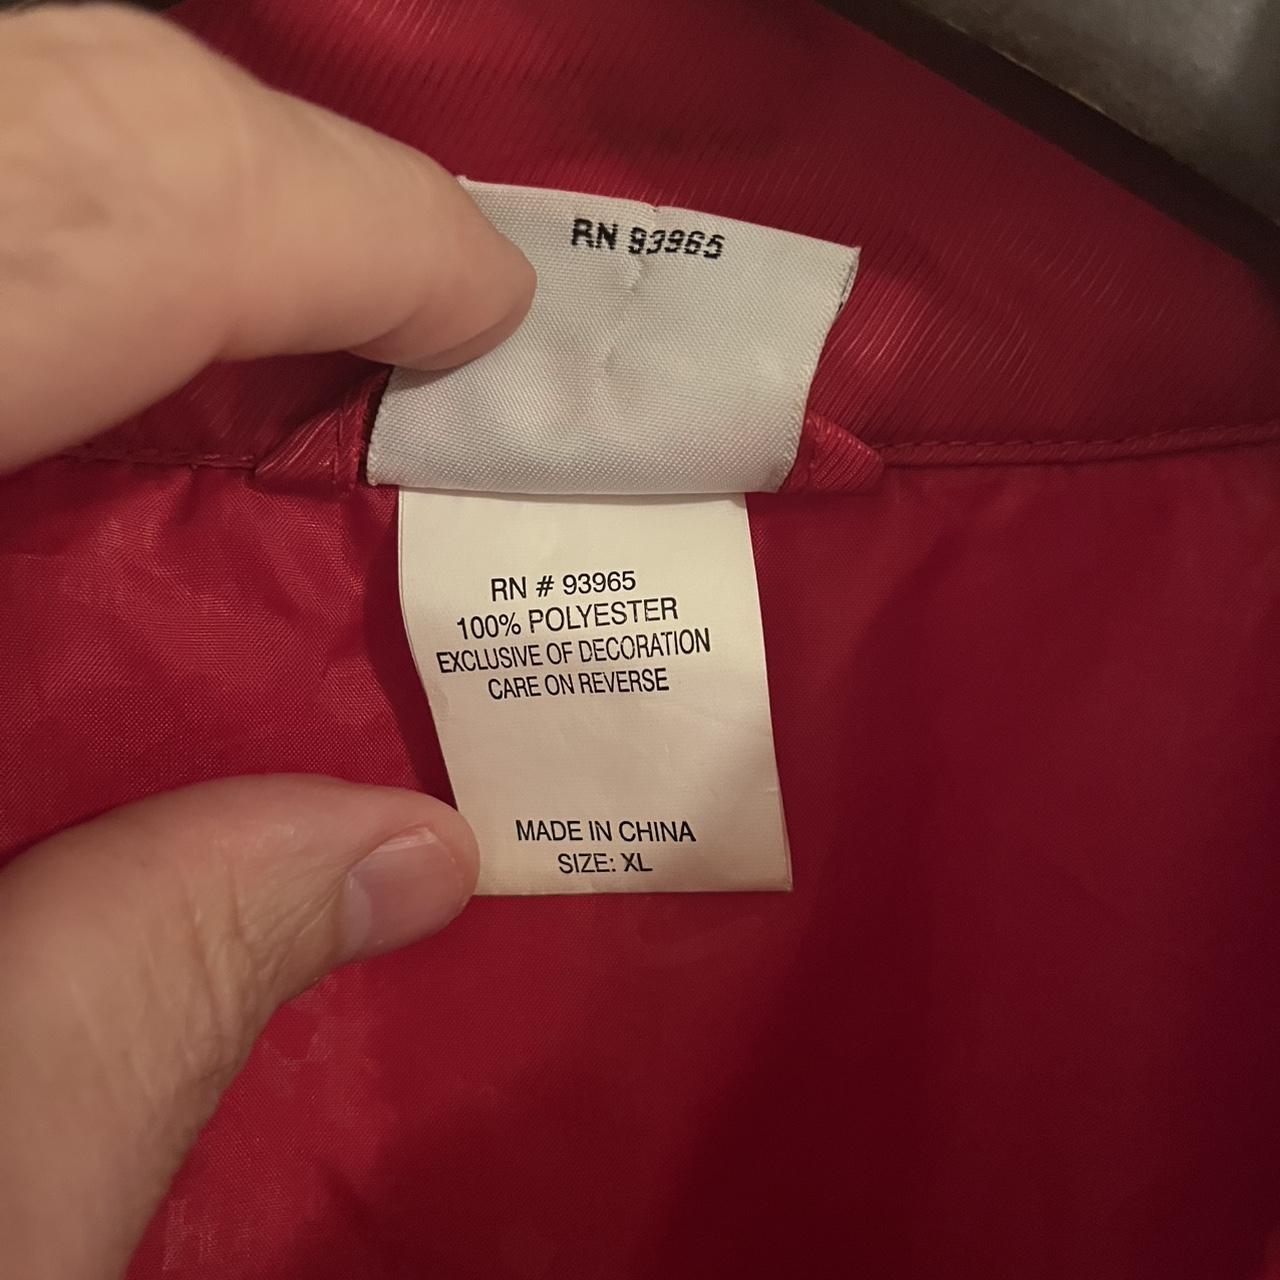 RN 93965
RN # 93965
100% POLYESTER
EXCLUSIVE OF DECORATION
CARE ON REVERSE
MADE IN CHINA
SIZE: XL